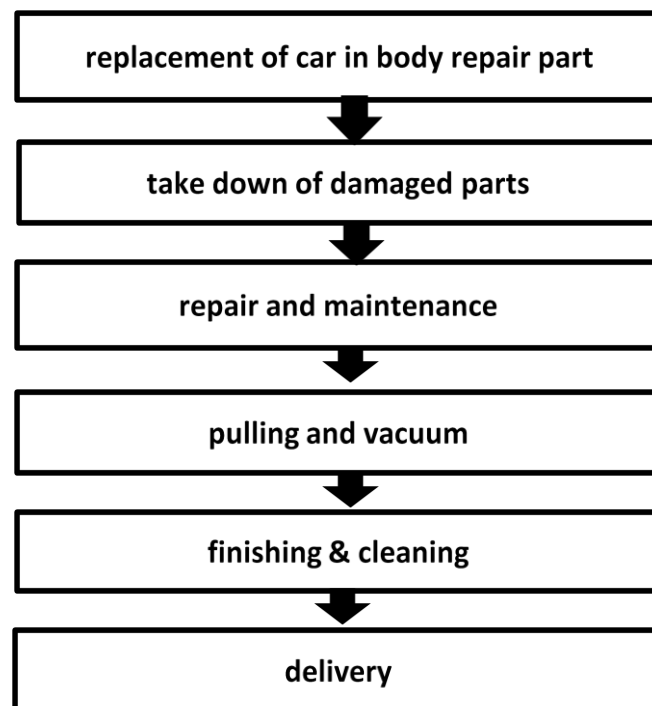 replacement of car in body repair part
take down of damaged parts
repair and maintenance
pulling and vacuum
finishing & cleaning
delivery